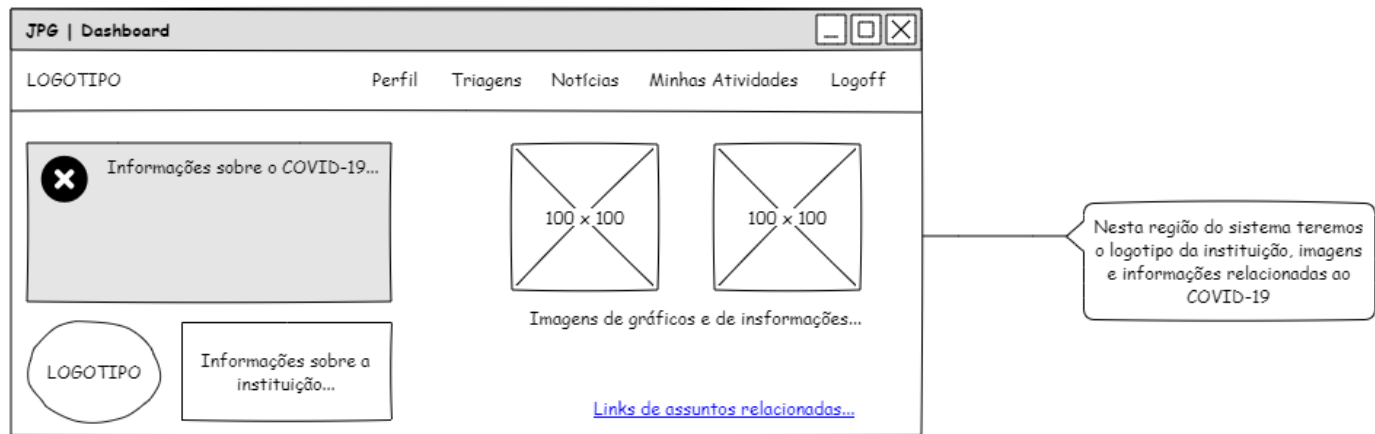 JPG | Dashboard
LOGOTIPO Perfil Triagens Notícias Minhas Atividades Logoff
Informações sobre o COVID-19...
100 x 100
100 x 100
Imagens de gráficos e de insformações...
LOGOTIPO
Informações sobre a
instituição...
Links de assuntos relacionadas...
Nesta região do sistema teremos
o logotipo da instituição, imagens
e informações relacionadas ao
COVID-19